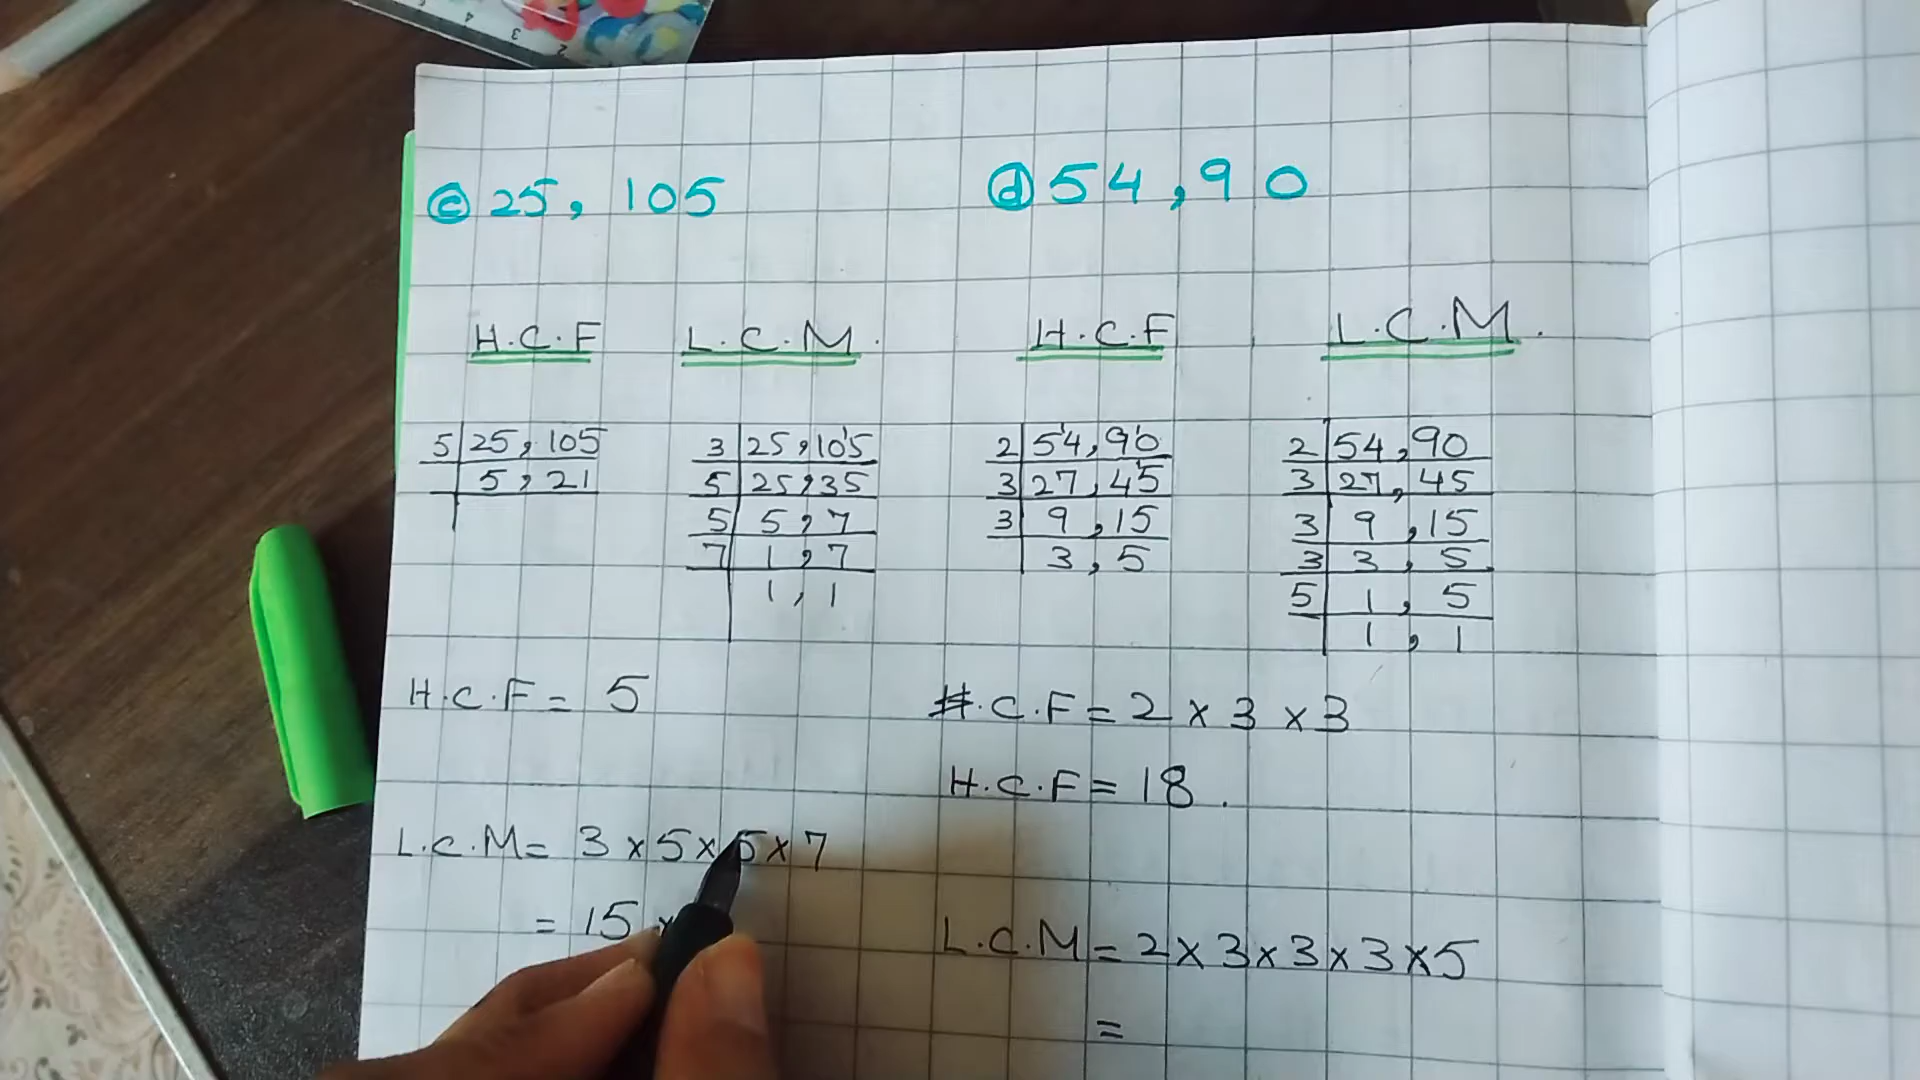 ⓒ 25, 105
ⓓ 54, 90
H.C.F
L.C.M.
H.C.F
L.C.M.
5 | 25, 105
5, 21
3 | 25, 105
5 | 25, 35
5 | 5, 7
7 | 1, 7
1, 1
2 | 54, 90
3 | 27, 45
3 | 9, 15
3, 5
2 | 54, 90
3 | 27, 45
3 | 9, 15
3 | 3, 5
5 | 1, 5
1, 1
H.C.F = 5
L.C.M = 3 × 5 × 5 × 7
= 15 ×
H.C.F = 2 × 3 × 3
H.C.F = 18.
L.C.M = 2 × 3 × 3 × 3 × 5
=